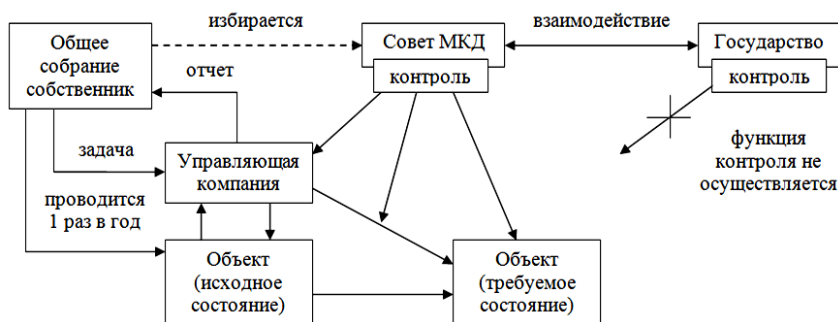 избирается
взаимодействие
Общее
собрание
собственник
Совет МКД
контроль
Государство
контроль
отчет
задача
Управляющая
компания
функция
контроля не
осуществляется
проводится
1 раз в год
Объект
(исходное
состояние)
Объект
(требуемое
состояние)